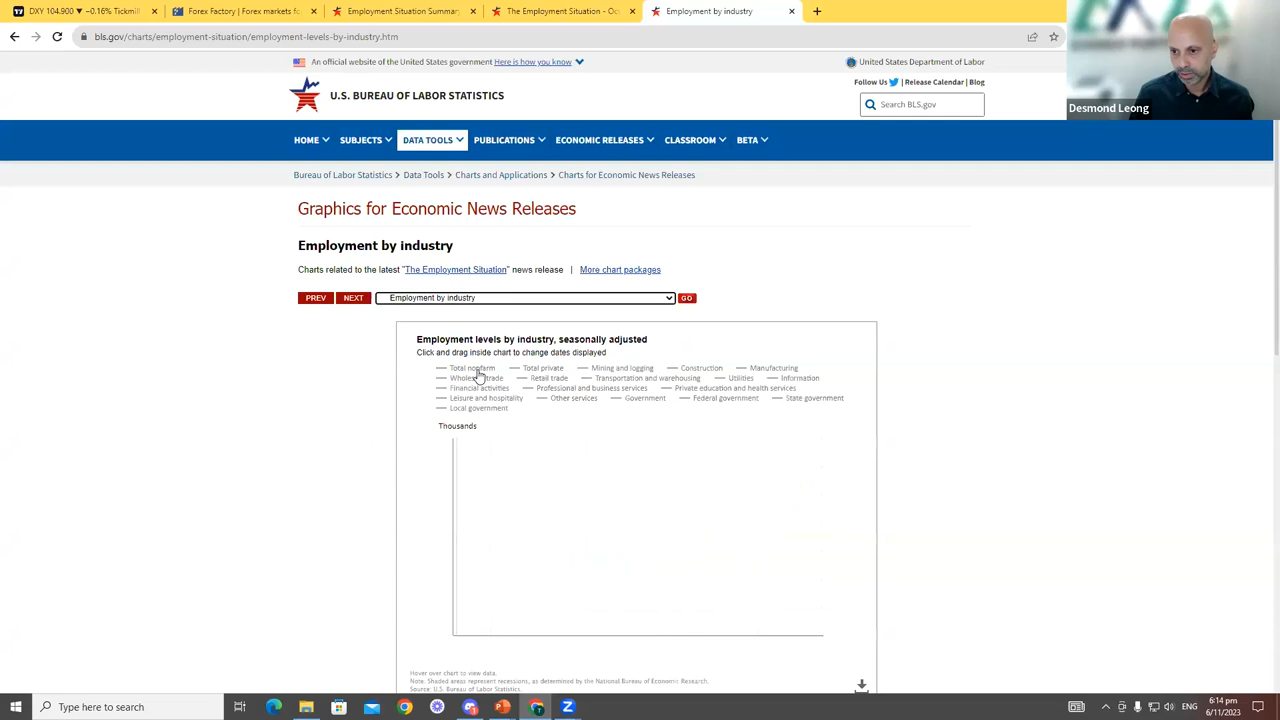 DXY 104.900 ▼ −0.16% Tickmill
Forex Factory | Forex markets fo
Employment Situation Summary
The Employment Situation - Oc
Employment by industry
bls.gov/charts/employment-situation/employment-levels-by-industry.htm
An official website of the United States government Here is how you know
United States Department of Labor
Follow Us | Release Calendar | Blog
U.S. BUREAU OF LABOR STATISTICS
Search BLS.gov
Desmond Leong
HOME SUBJECTS DATA TOOLS PUBLICATIONS ECONOMIC RELEASES CLASSROOM BETA
Bureau of Labor Statistics > Data Tools > Charts and Applications > Charts for Economic News Releases
Graphics for Economic News Releases
Employment by industry
Charts related to the latest "The Employment Situation" news release | More chart packages
PREV NEXT Employment by industry GO
Employment levels by industry, seasonally adjusted
Click and drag inside chart to change dates displayed
Total nonfarm Total private Mining and logging Construction Manufacturing
Wholesale trade Retail trade Transportation and warehousing Utilities Information
Financial activities Professional and business services Private education and health services
Leisure and hospitality Other services Government Federal government State government
Local government
Thousands
Hover over chart to view data.
Note: Shaded areas represent recessions, as determined by the National Bureau of Economic Research.
Source: U.S. Bureau of Labor Statistics.
Type here to search
6:14 pm
6/11/2023